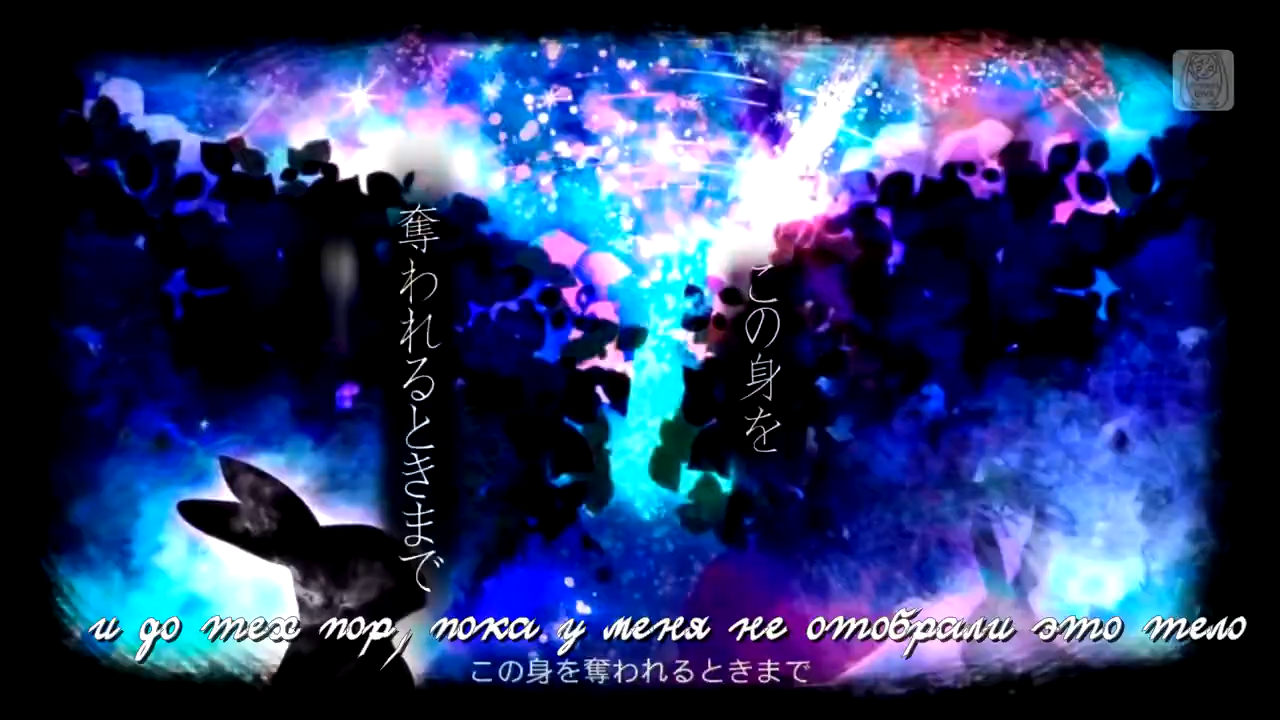 この身を
奪われるときまで
и до тех пор, пока у меня не отобрали это тело
この身を奪われるときまで